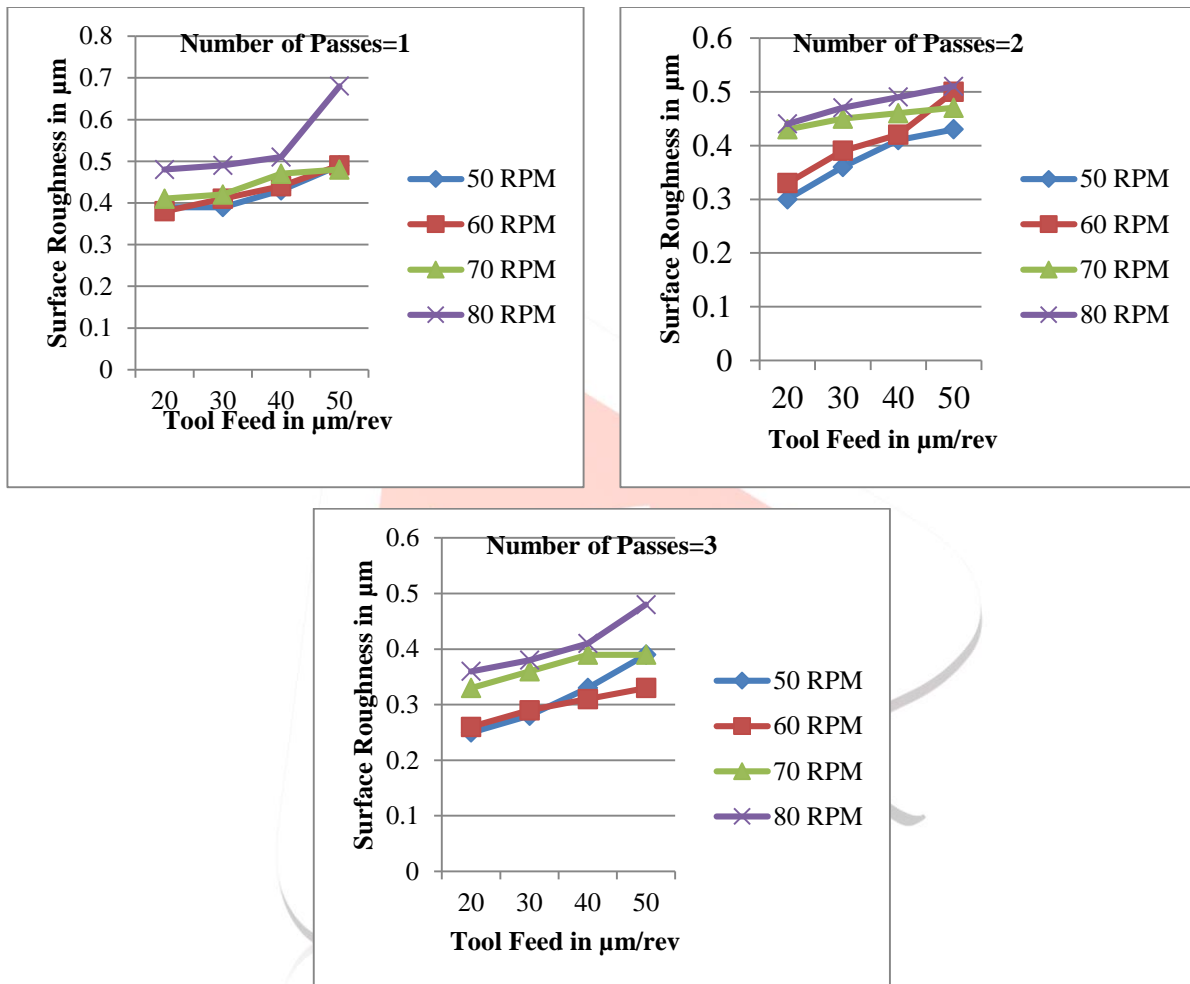 Number of Passes=1
Surface Roughness in µm
0.8
0.7
0.6
0.5
0.4
0.3
0.2
0.1
0
20 30 40 50
Tool Feed in µm/rev
50 RPM
60 RPM
70 RPM
80 RPM
Number of Passes=2
Surface Roughness in µm
0.6
0.5
0.4
0.3
0.2
0.1
0
20 30 40 50
Tool Feed in µm/rev
50 RPM
60 RPM
70 RPM
80 RPM
Number of Passes=3
Surface Roughness in µm
0.6
0.5
0.4
0.3
0.2
0.1
0
20 30 40 50
Tool Feed in µm/rev
50 RPM
60 RPM
70 RPM
80 RPM